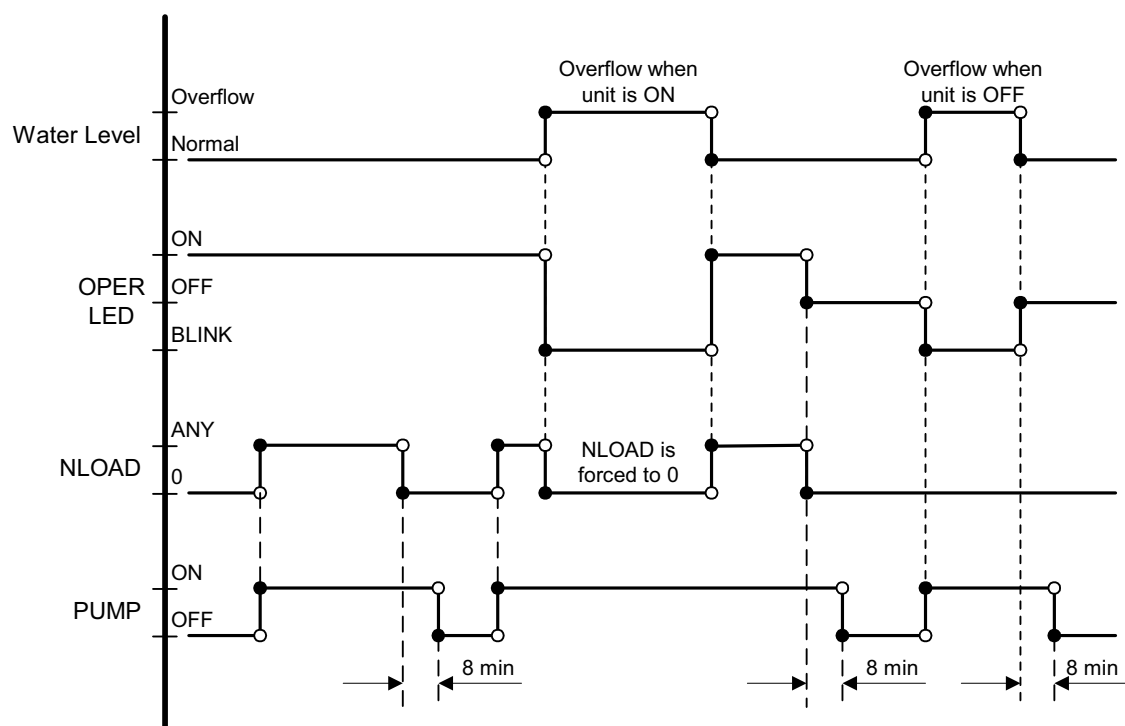 Overflow when
unit is ON
Overflow when
unit is OFF
Overflow
Water Level
Normal
ON
OPER
LED
OFF
BLINK
ANY
NLOAD
0
NLOAD is
forced to 0
ON
PUMP
OFF
8 min
8 min
8 min